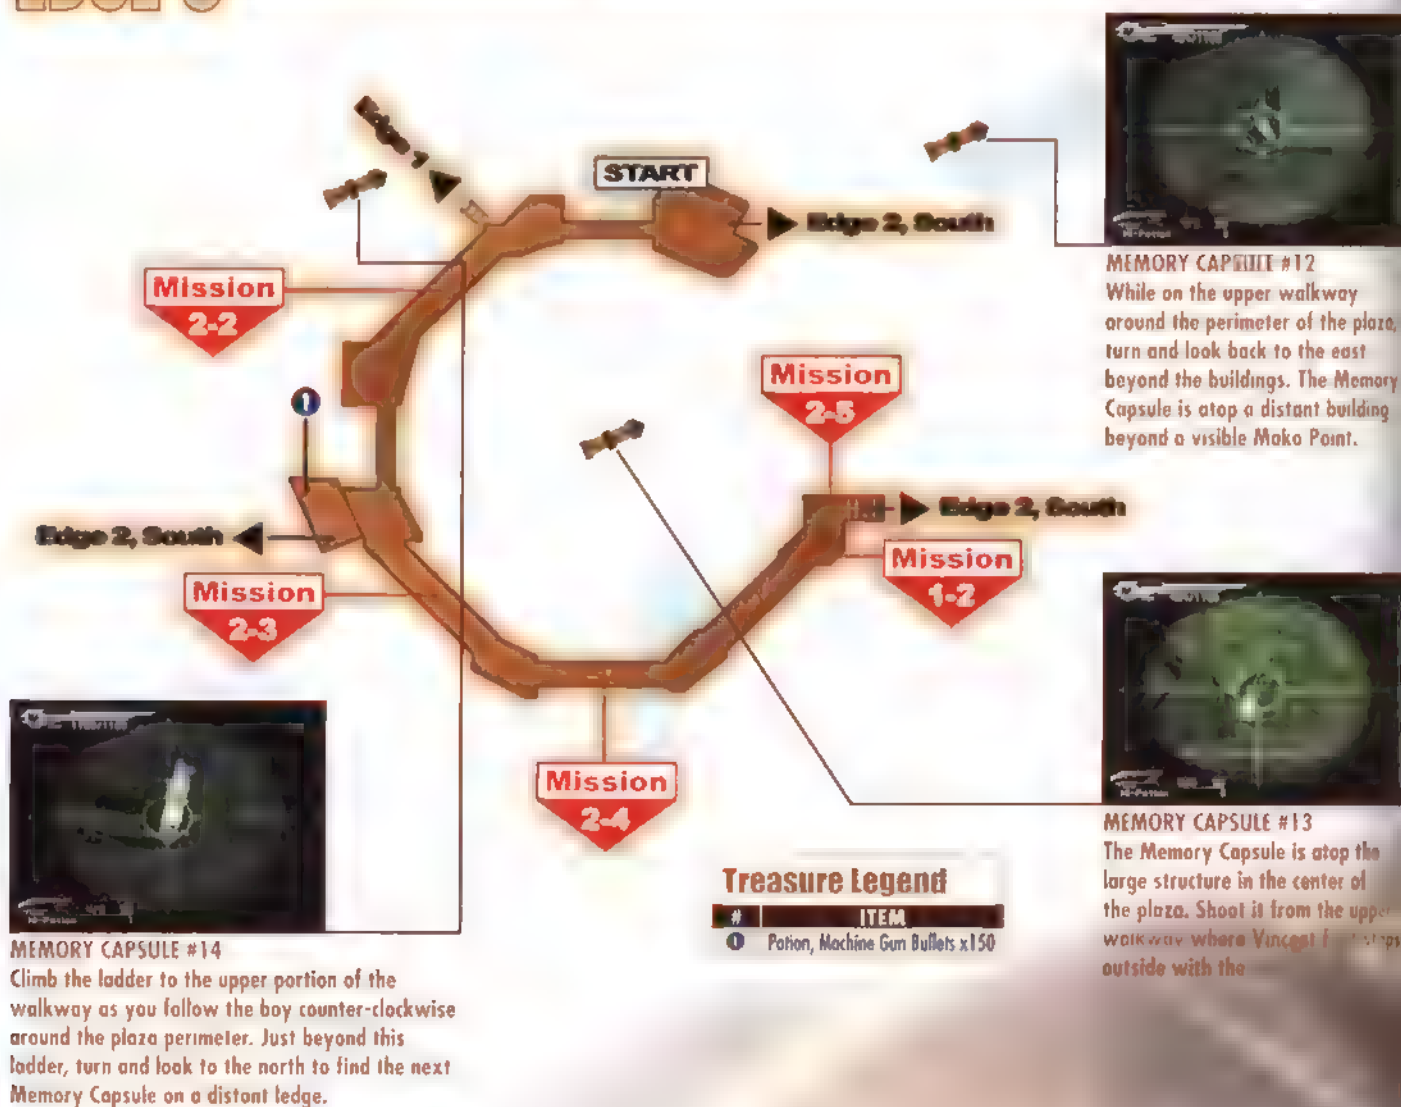 START
Edge 2, South
Mission
2-2
1
Edge 2, South
Mission
2-3
Mission
2-5
Edge 2, South
Mission
1-2
Mission
2-4
MEMORY CAPSULE #12
While on the upper walkway
around the perimeter of the plaza,
turn and look back to the east
beyond the buildings. The Memory
Capsule is atop a distant building
beyond a visible Mako Point.
MEMORY CAPSULE #13
The Memory Capsule is atop the
large structure in the center of
the plaza. Shoot it from the upper
walkway where Vincent
outside with the
MEMORY CAPSULE #14
Climb the ladder to the upper portion of the
walkway as you follow the boy counter-clockwise
around the plaza perimeter. Just beyond this
ladder, turn and look to the north to find the next
Memory Capsule on a distant ledge.
Treasure Legend
# ITEM
1 Potion, Machine Gun Bullets x150